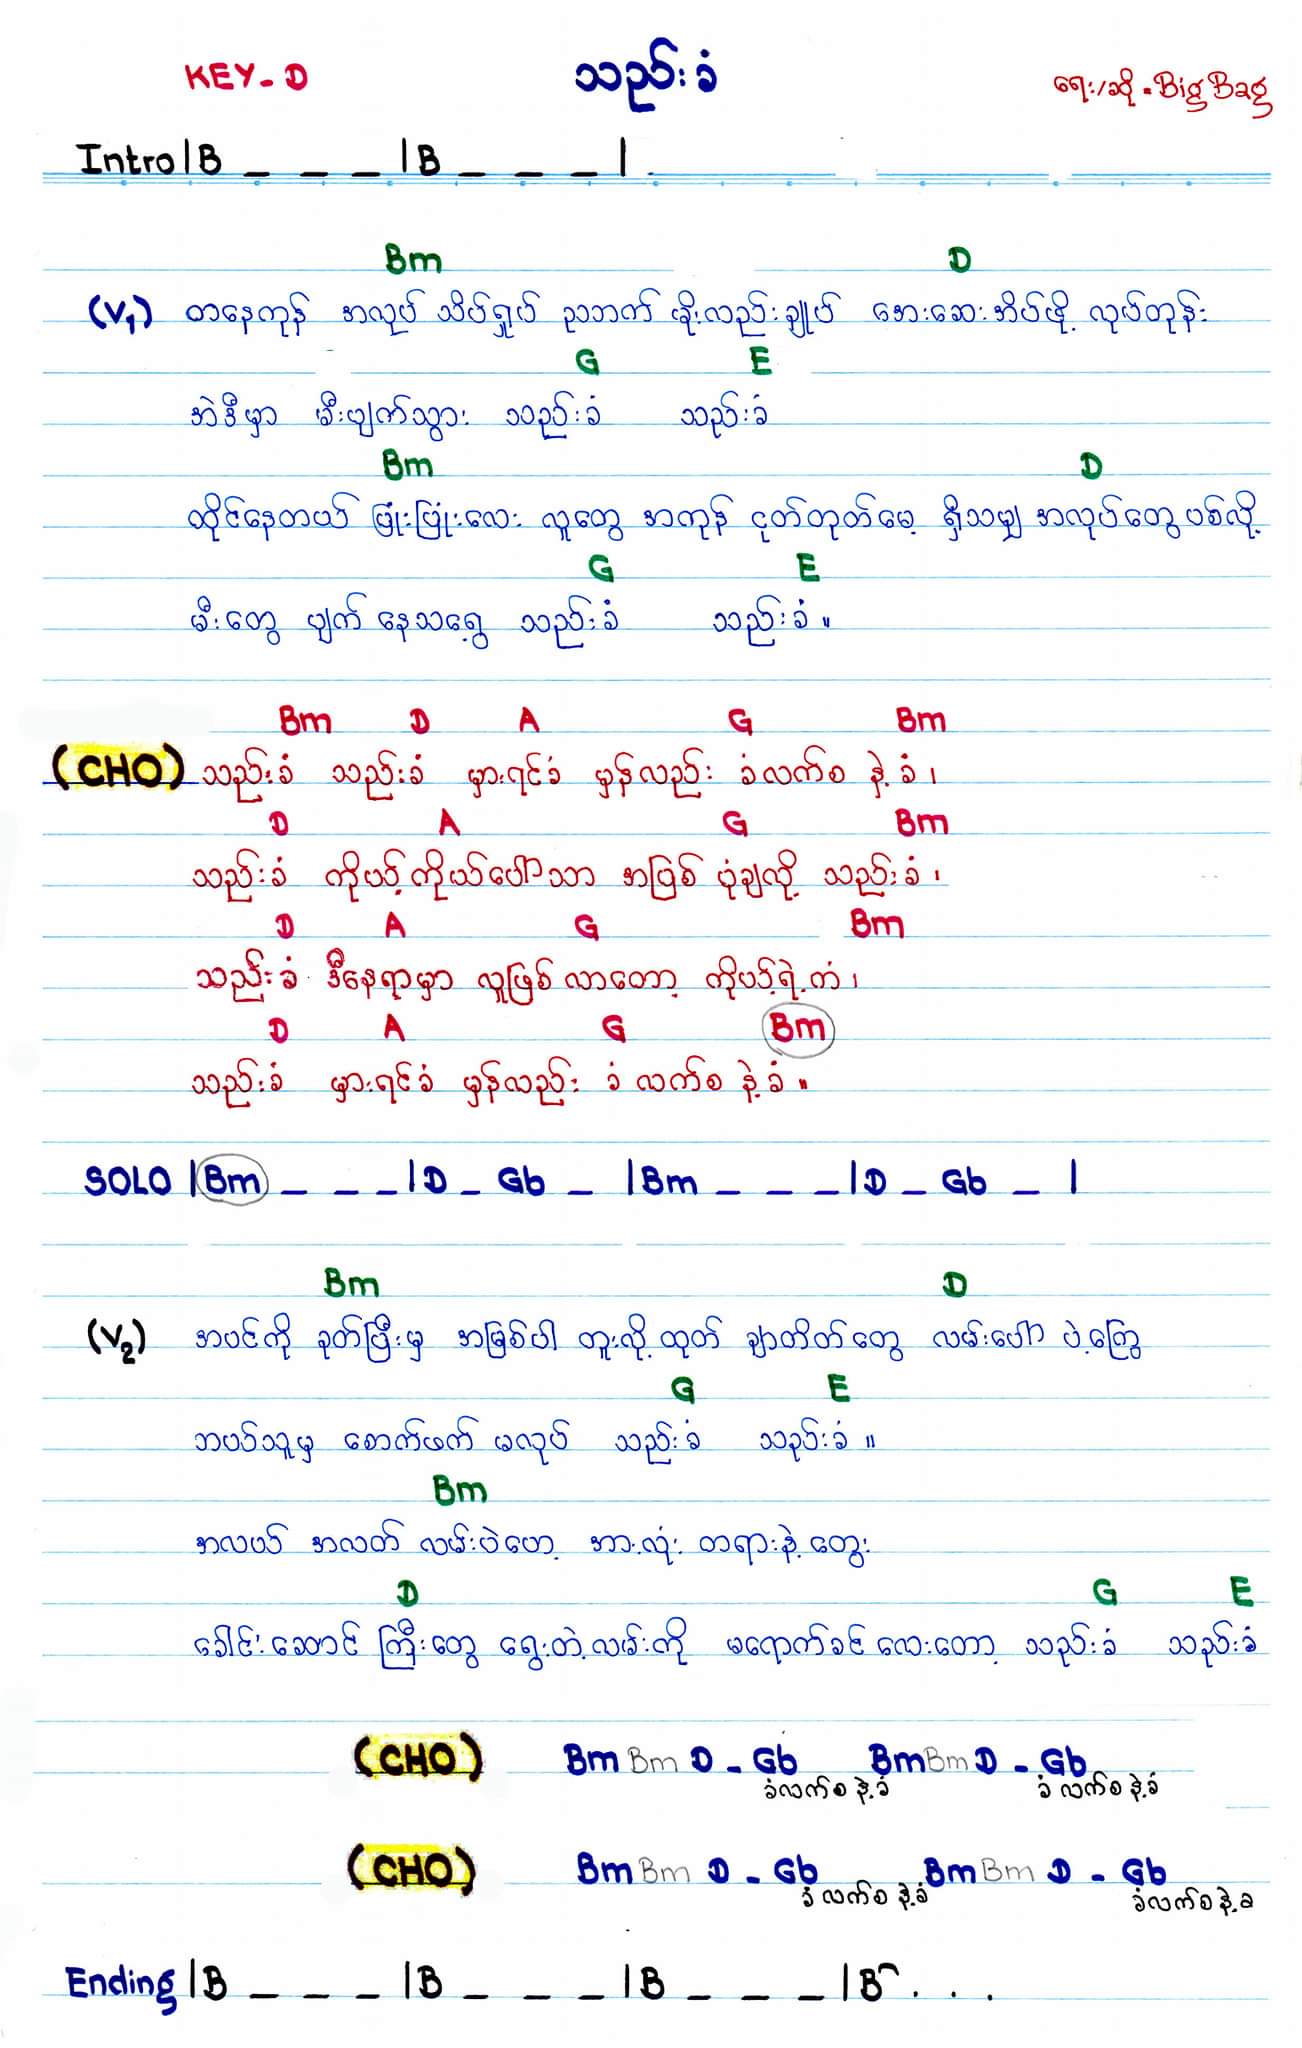 KEY - D သည်းခံ ရေး/ဆို - Big Bag
Intro |B _ _ _ |B _ _ _ |
Bm D
(V1) တနေကုန် အလုပ် သိပ်ရှုပ် ညဘက် မိုးလည်းချုပ် အေးဆေးအိပ်ဖို့ လုပ်တုန်း
G E
အဲဒီမှာ မီးပျက်သွား သည်းခံ သည်းခံ
Bm D
ထိုင်နေတယ် ပြုံးပြုံးလေး လူတွေ အကုန် ငုတ်တုတ်မေ့ ရှိသမျှ အလုပ်တွေပစ်လို့
G E
မီးတွေ ပျက်နေသရွေ့ သည်းခံ သည်းခံ။
Bm D A G Bm
(CHO) သည်းခံ သည်းခံ မှားရင်ခံ မှန်လည်း ခံလက်စ နဲ့ ခံ၊
D A G Bm
သည်းခံ ကိုယ့်ကိုယ်ပေါ်သာ အပြစ် ပုံချလို့ သည်းခံ၊
D A G Bm
သည်းခံ ဒီနေရာမှာ လူဖြစ်လာတော့ ကိုယ့်ရဲ့ကံ၊
D A G Bm
သည်းခံ မှားရင်ခံ မှန်လည်း ခံ လက်စ နဲ့ခံ။
SOLO |Bm _ _ _ |D _ Gb _ |Bm _ _ _ |D _ Gb _ |
Bm D
(V2) အပင်ကို ခုတ်ပြီးမှ အမြစ်ပါ တူးလို့ထုတ် ချာတိတ်တွေ လမ်းပေါ် ပဲ့ကြွေ
G E
ဘယ်သူမှ စောက်ဖက် မလုပ် သည်းခံ သည်းခံ။
Bm
အလယ် အလတ် လမ်းပဲဟေ့ အားလုံး တရားနဲ့ တွေး
D G E
ခေါင်းဆောင် ကြီးတွေ ရွေးတဲ့လမ်းကို မရောက်ခင် လေးတော့ သည်းခံ သည်းခံ
(CHO) Bm Bm D - Gb Bm Bm D - Gb
ခံလက်စ နဲ့ခံ ခံ လက်စ နဲ့ခံ
(CHO) Bm Bm D - Gb Bm Bm D - Gb
ခံ လက်စ နဲ့ခံ ခံလက်စ နဲ့ခ
Ending |B _ _ _ |B _ _ _ |B _ _ _ |B . . .